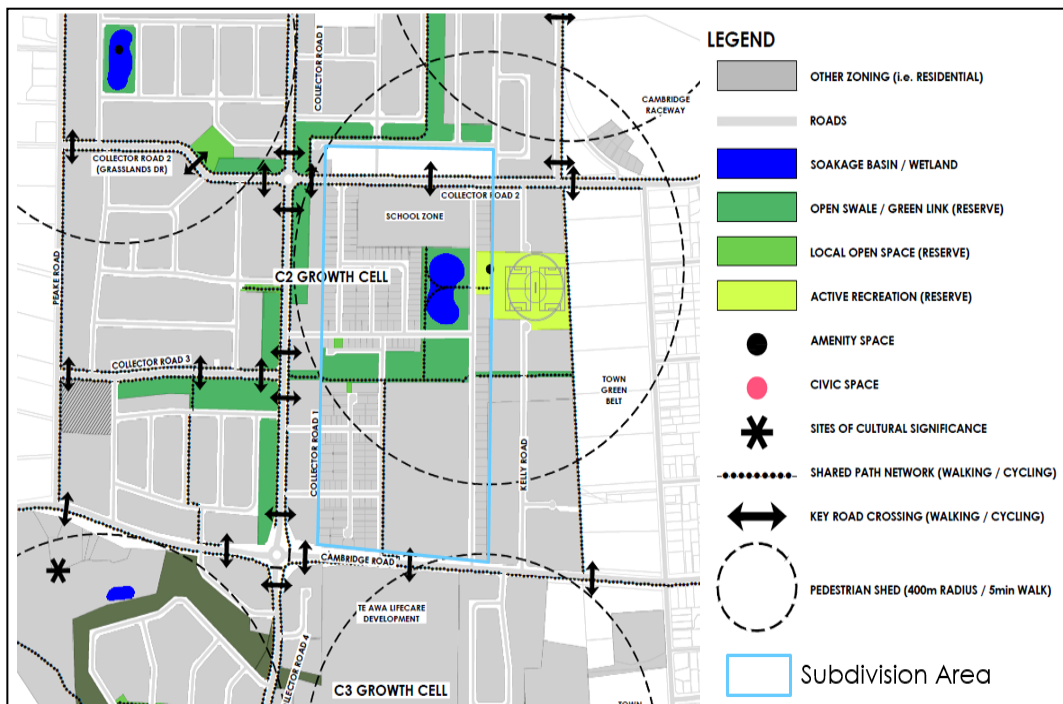 COLLECTOR ROAD 1
CAMBRIDGE
RACEWAY
COLLECTOR ROAD 2
(GRASSLANDS DR)
COLLECTOR ROAD 2
SCHOOL ZONE
PEAKE ROAD
C2 GROWTH CELL
COLLECTOR ROAD 3
TOWN
GREEN
BELT
COLLECTOR ROAD 1
KELLY ROAD
CAMBRIDGE ROAD
TE AWA LIFECARE
DEVELOPMENT
COLLECTOR ROAD 4
C3 GROWTH CELL
TOWN
LEGEND
OTHER ZONING (i.e. RESIDENTIAL)
ROADS
SOAKAGE BASIN / WETLAND
OPEN SWALE / GREEN LINK (RESERVE)
LOCAL OPEN SPACE (RESERVE)
ACTIVE RECREATION (RESERVE)
AMENITY SPACE
CIVIC SPACE
SITES OF CULTURAL SIGNIFICANCE
SHARED PATH NETWORK (WALKING / CYCLING)
KEY ROAD CROSSING (WALKING / CYCLING)
PEDESTRIAN SHED (400m RADIUS / 5min WALK)
Subdivision Area